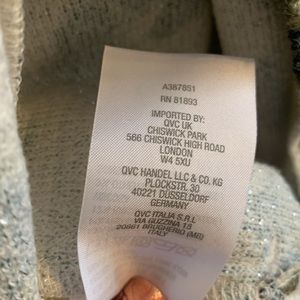 A387851
RN 81893
IMPORTED BY:
QVC UK
CHISWICK PARK
566 CHISWICK HIGH ROAD
LONDON
W4 5XU
QVC HANDEL LLC & CO. KG
PLOCKSTR. 30
40221 DÜSSELDORF
GERMANY
QVC ITALIA S.R.L
VIA GUZZINA 18
20861 BRUGHERIO (MB)
ITALY